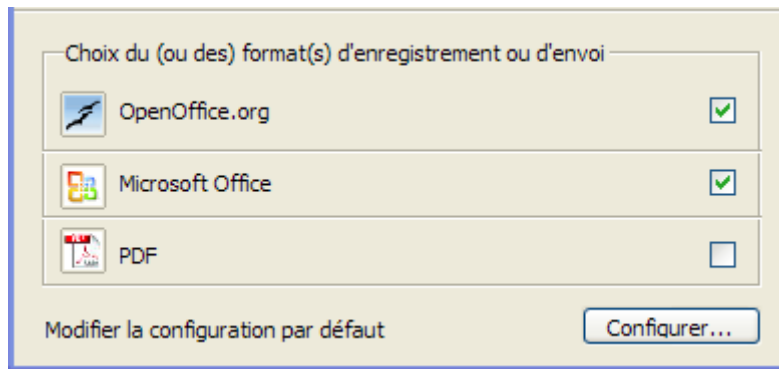 Choix du (ou des) format(s) d'enregistrement ou d'envoi
OpenOffice.org
Microsoft Office
PDF
Modifier la configuration par défaut
Configurer...